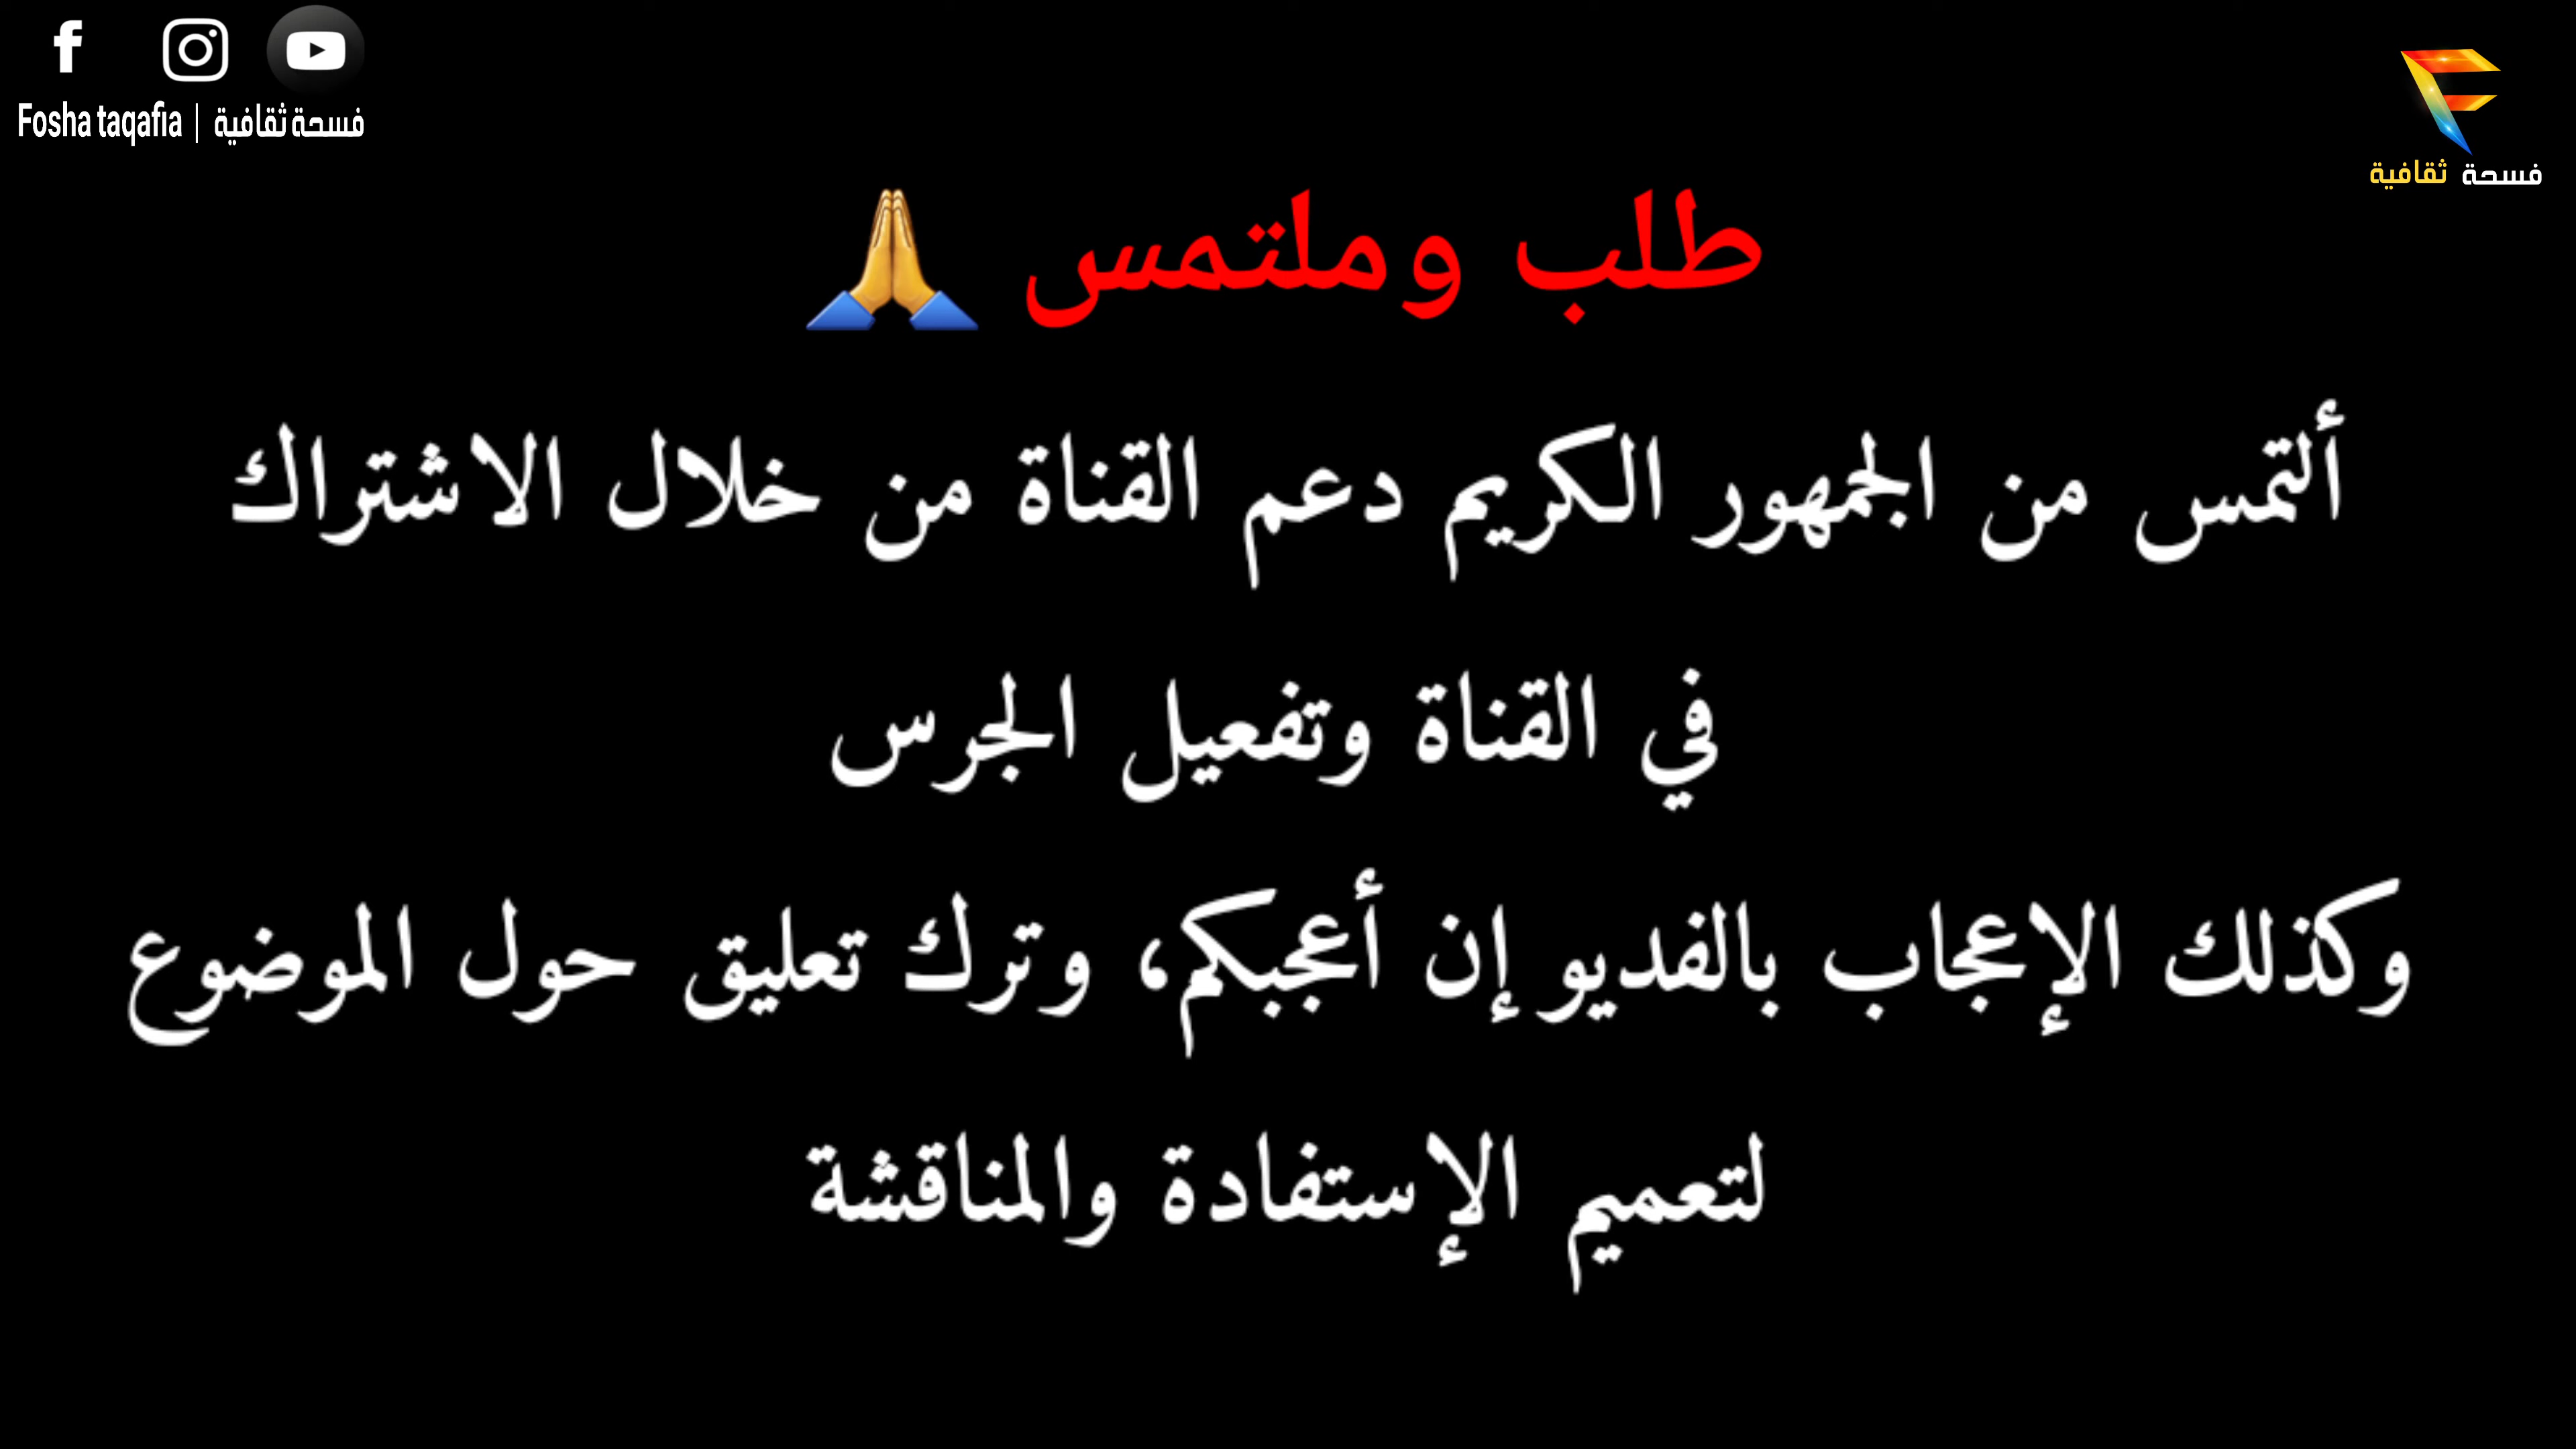 Fosha taqafia | فسحة ثقافية
فسحة ثقافية
طلب وملتمس 🙏
ألتمس من الجمهور الكريم دعم القناة من خلال الاشتراك
في القناة وتفعيل الجرس
وكذلك الإعجاب بالفديو إن أعجبكم، وترك تعليق حول الموضوع
لتعميم الإستفادة والمناقشة